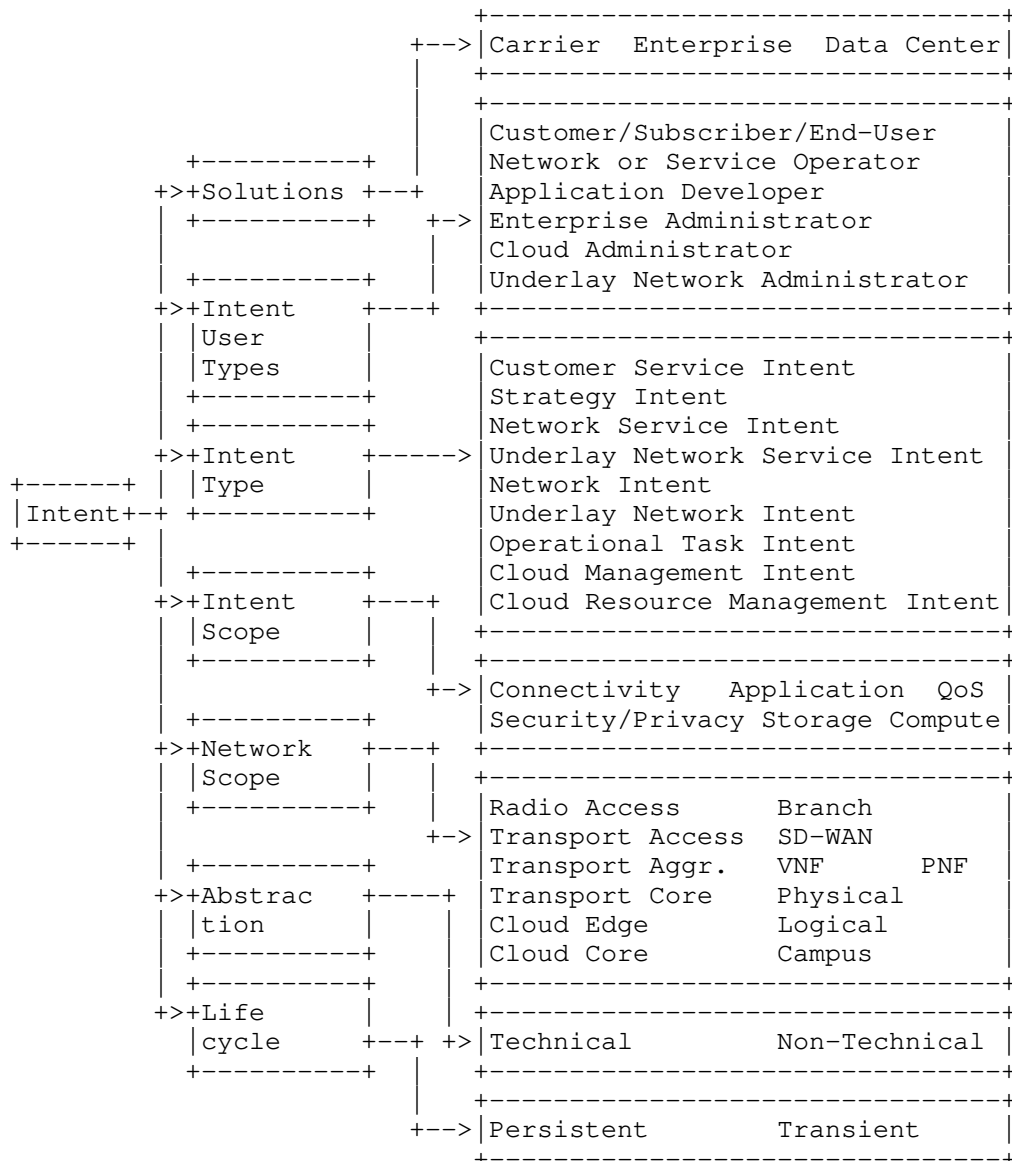 Carrier Enterprise Data Center
Customer/Subscriber/End-User
Network or Service Operator
Solutions
Application Developer
Enterprise Administrator
Cloud Administrator
Underlay Network Administrator
Intent
User
Types
Customer Service Intent
Strategy Intent
Network Service Intent
Intent
Type
Underlay Network Service Intent
Network Intent
Intent
Underlay Network Intent
Operational Task Intent
Cloud Management Intent
Cloud Resource Management Intent
Intent
Scope
Connectivity Application QoS
Security/Privacy Storage Compute
Network
Scope
Radio Access Branch
Transport Access SD-WAN
Transport Aggr. VNF PNF
Transport Core Physical
Cloud Edge Logical
Cloud Core Campus
Abstrac
tion
Life
cycle
Technical Non-Technical
Persistent Transient